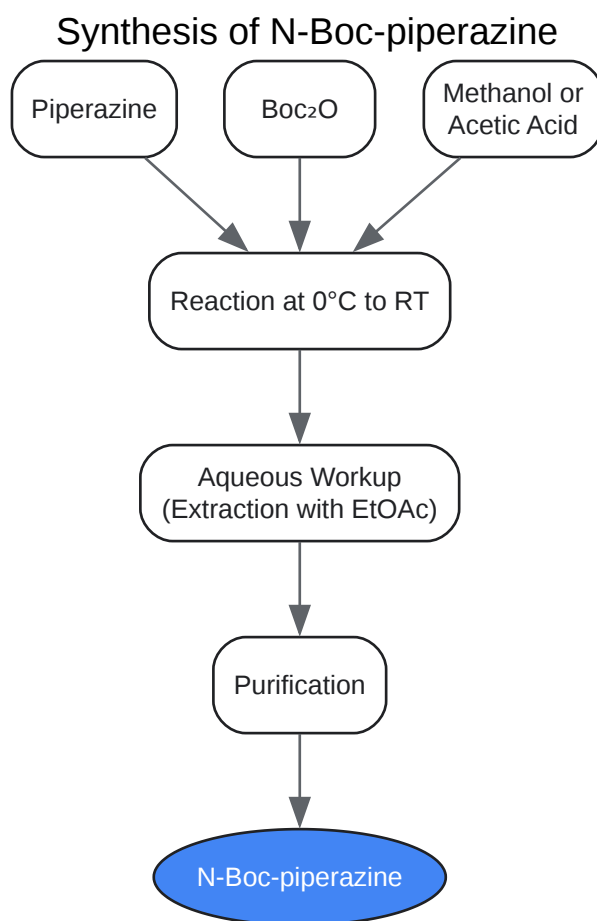 Synthesis of N-Boc-piperazine
Piperazine
Boc₂O
Methanol or
Acetic Acid
Reaction at 0°C to RT
Aqueous Workup
(Extraction with EtOAc)
Purification
N-Boc-piperazine